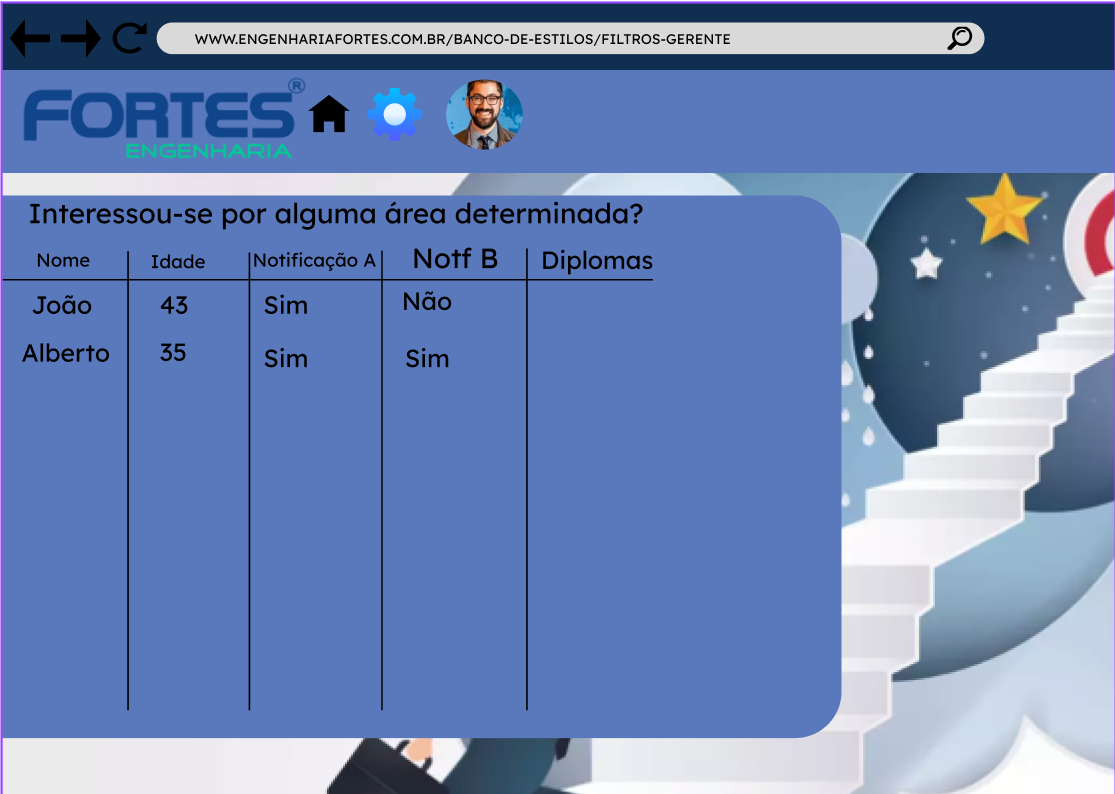 WWW.ENGENHARIAFORTES.COM.BR/BANCO-DE-ESTILOS/FILTROS-GERENTE
FORTES®
ENGENHARIA
Interessou-se por alguma área determinada?
Nome Idade Notificação A Notf B Diplomas
João 43 Sim Não
Alberto 35 Sim Sim